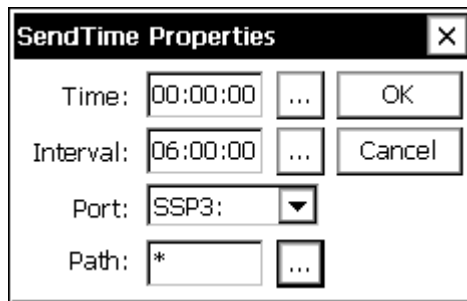 SendTime Properties
Time: 00:00:00 ... OK
Interval: 06:00:00 ... Cancel
Port: SSP3:
Path: * ...